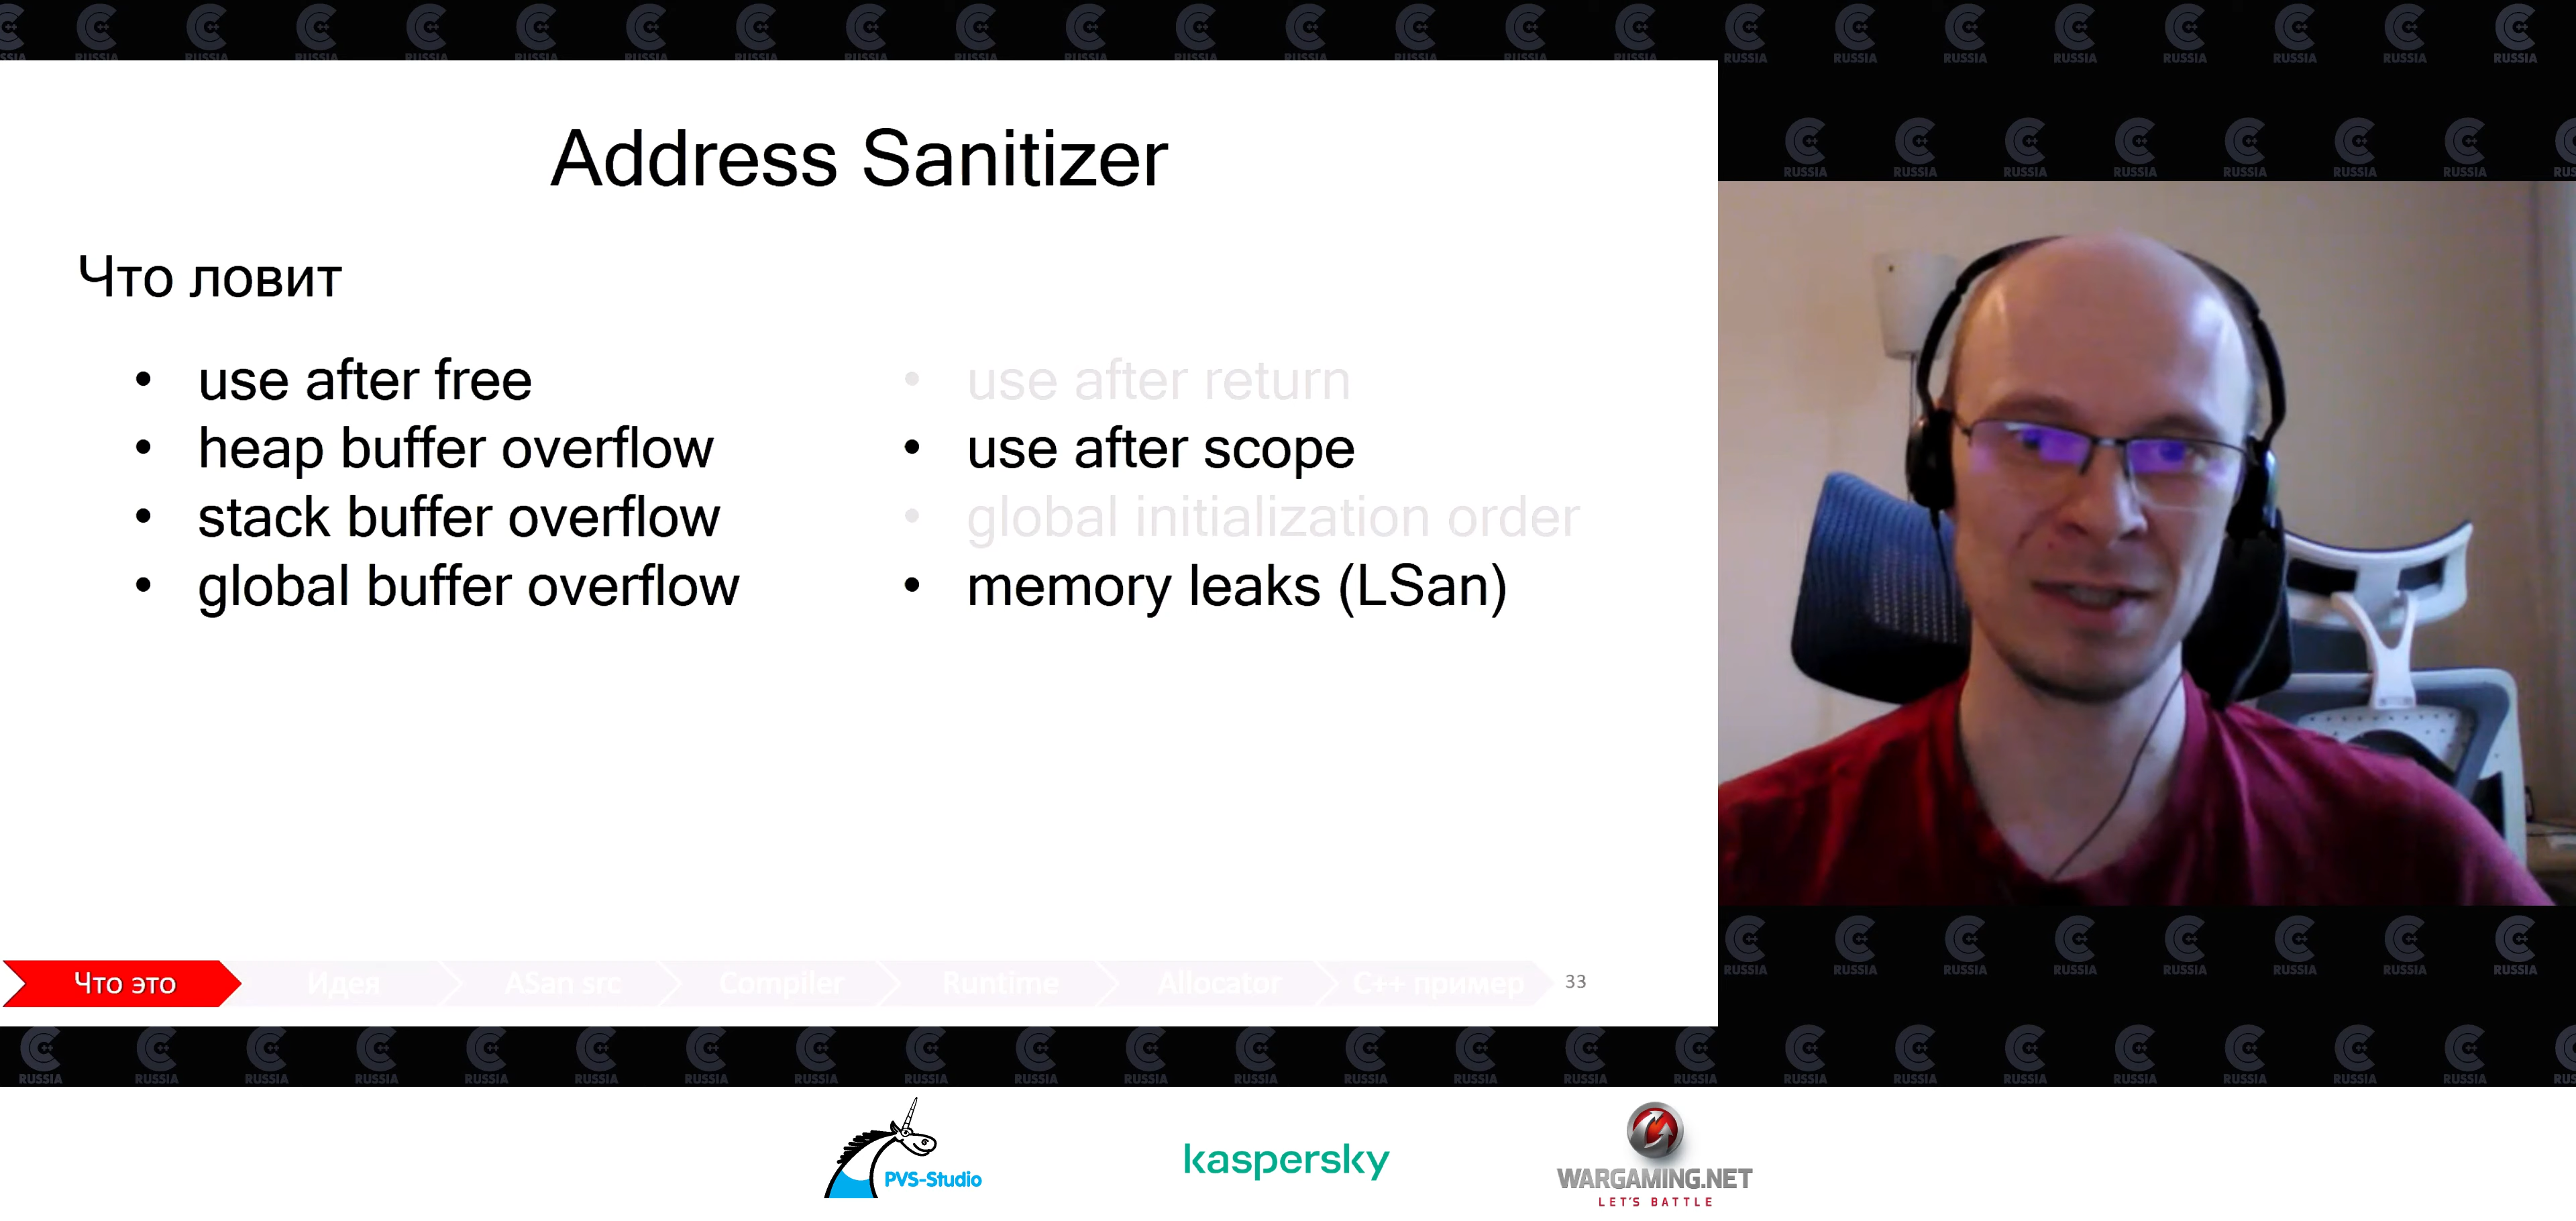 Address Sanitizer
Что ловит
• use after free
• heap buffer overflow
• stack buffer overflow
• global buffer overflow
• use after return
• use after scope
• global initialization order
• memory leaks (LSan)
Что это
Идея
ASan src
Compiler
Runtime
Allocator
C++ пример
33
PVS-Studio
kaspersky
WARGAMING.NET
LET'S BATTLE
C++ RUSSIA